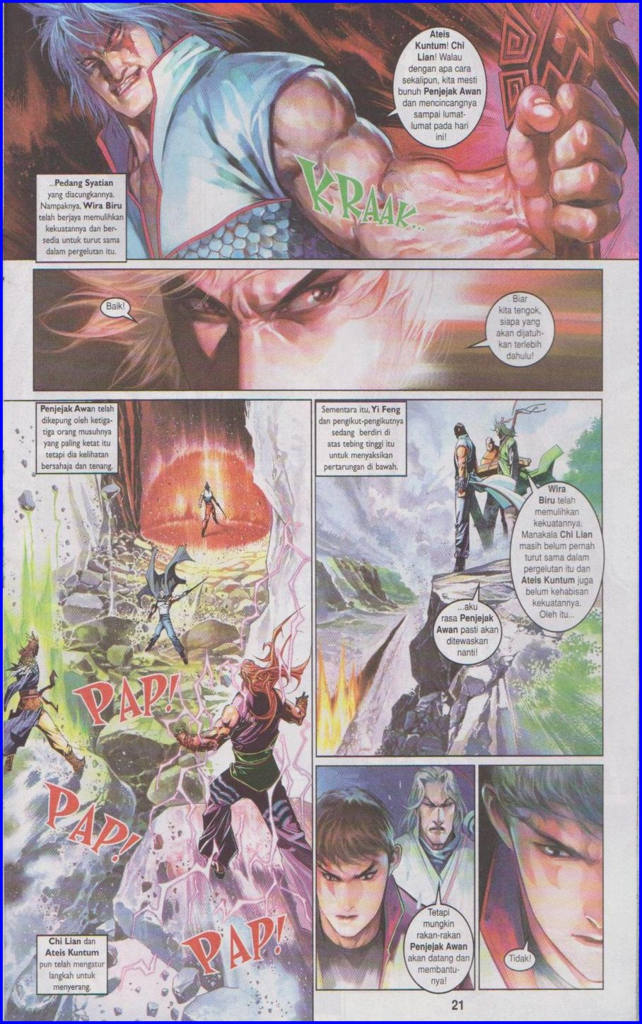 Ateis
Kuntum! Chi
Lian! Walau
dengan apa cara
sekalipun, kita mesti
bunuh Penjejak Awan
dan mencincangnya
sampai lumat-
lumat pada hari
ini!
...Pedang Syaitan
yang diacungkannya.
Nampaknya, Wira Biru
telah berjaya memulihkan
kekuatannya dan ber-
sedia untuk turut sama
dalam pergelutan itu.
KRAAK...
Baik!
Biar
kita tengok,
siapa yang
akan dijatuh-
kan terlebih
dahulu!
Penjejak Awan telah
dikepung oleh ketiga-
tiga orang musuhnya
yang paling ketat itu
tetapi dia kelihatan
bersahaja dan tenang.
PAP!
PAP!
PAP!
Chi Lian dan
Ateis Kuntum
pun telah mengatur
langkah untuk
menyerang.
Sementara itu, Yi Feng
dan pengikut-pengikutnya
sedang berdiri di
atas tebing tinggi itu
untuk menyaksikan
pertarungan di bawah.
Wira
Biru telah
memulihkan
kekuatannya.
Manakala Chi Lian
masih belum pernah
turut sama dalam
pergelutan itu dan
Ateis Kuntum juga
belum kehabisan
kekuatannya.
Oleh itu...
...aku
rasa Penjejak
Awan pasti akan
ditewaskan
nanti!
Tetapi
mungkin
rakan-rakan
Penjejak Awan
akan datang dan
membantu-
nya!
Tidak!
21